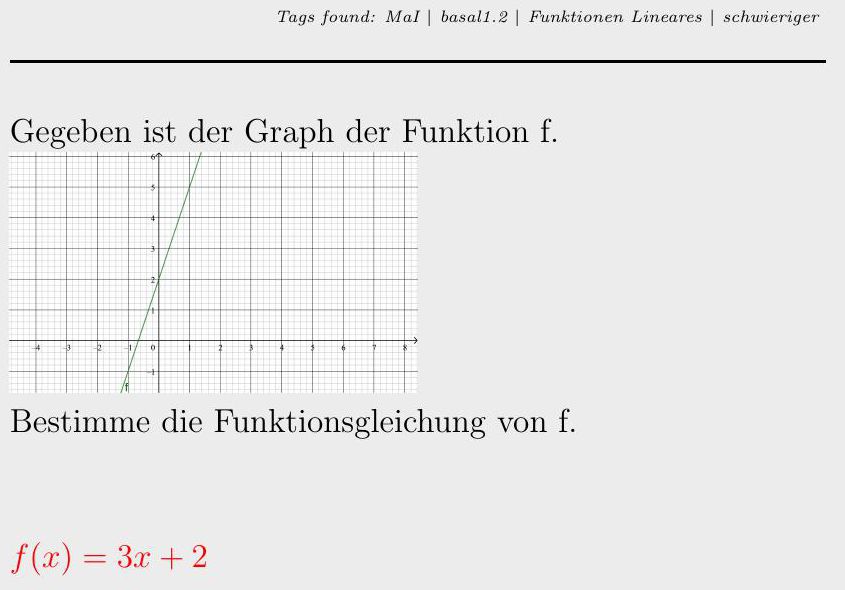 Tags found: MaI | basal1.2 | Funktionen Lineares | schwieriger
Gegeben ist der Graph der Funktion f.
6
5
4
3
2
1
-4 -3 -2 -1 0 1 2 3 4 5 6 7 8
-1
f
Bestimme die Funktionsgleichung von f.
f(x) = 3x + 2